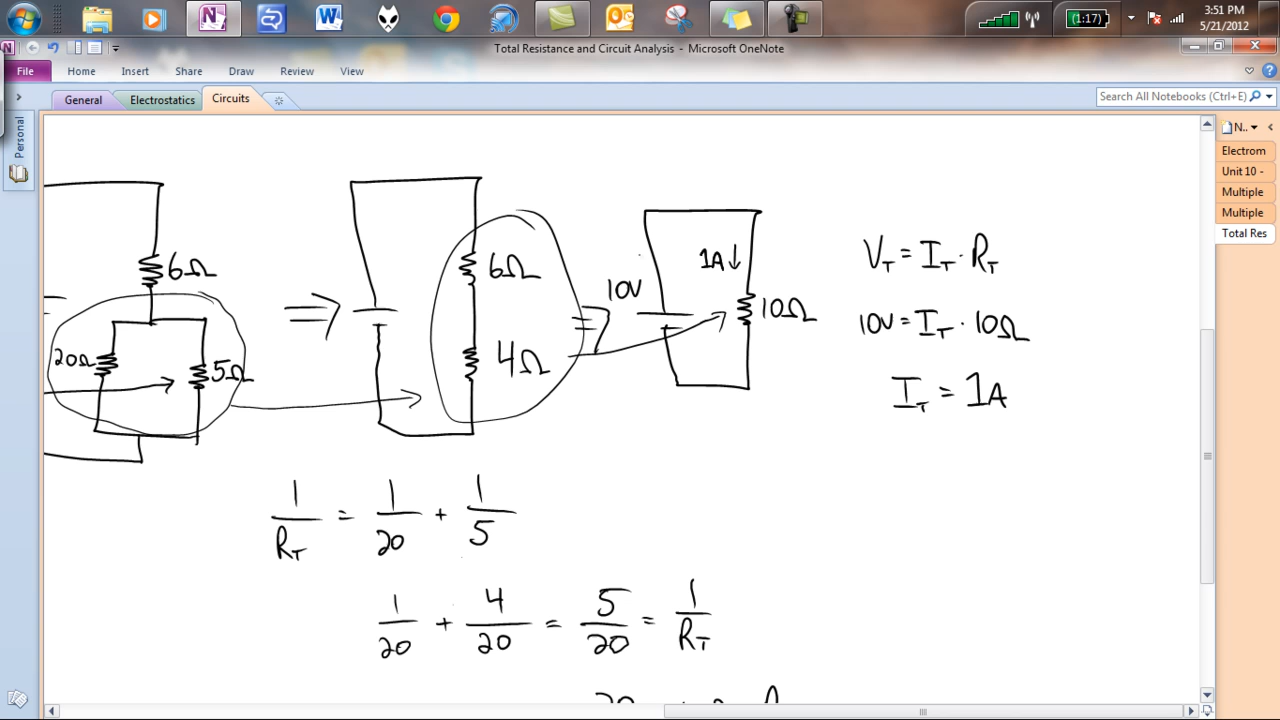 3:51 PM
(1:17)
5/21/2012
Total Resistance and Circuit Analysis - Microsoft OneNote
File Home Insert Share Draw Review View
General Electrostatics Circuits
Search All Notebooks (Ctrl+E)
Personal
N..
Electrom
Unit 10 -
Multiple
Multiple
Total Res
6Ω
20Ω
5Ω
6Ω
4Ω
10V
1A↓
10Ω
V_T = I_T · R_T
10V = I_T · 10Ω
I_T = 1A
1/R_T = 1/20 + 1/5
1/20 + 4/20 = 5/20 = 1/R_T